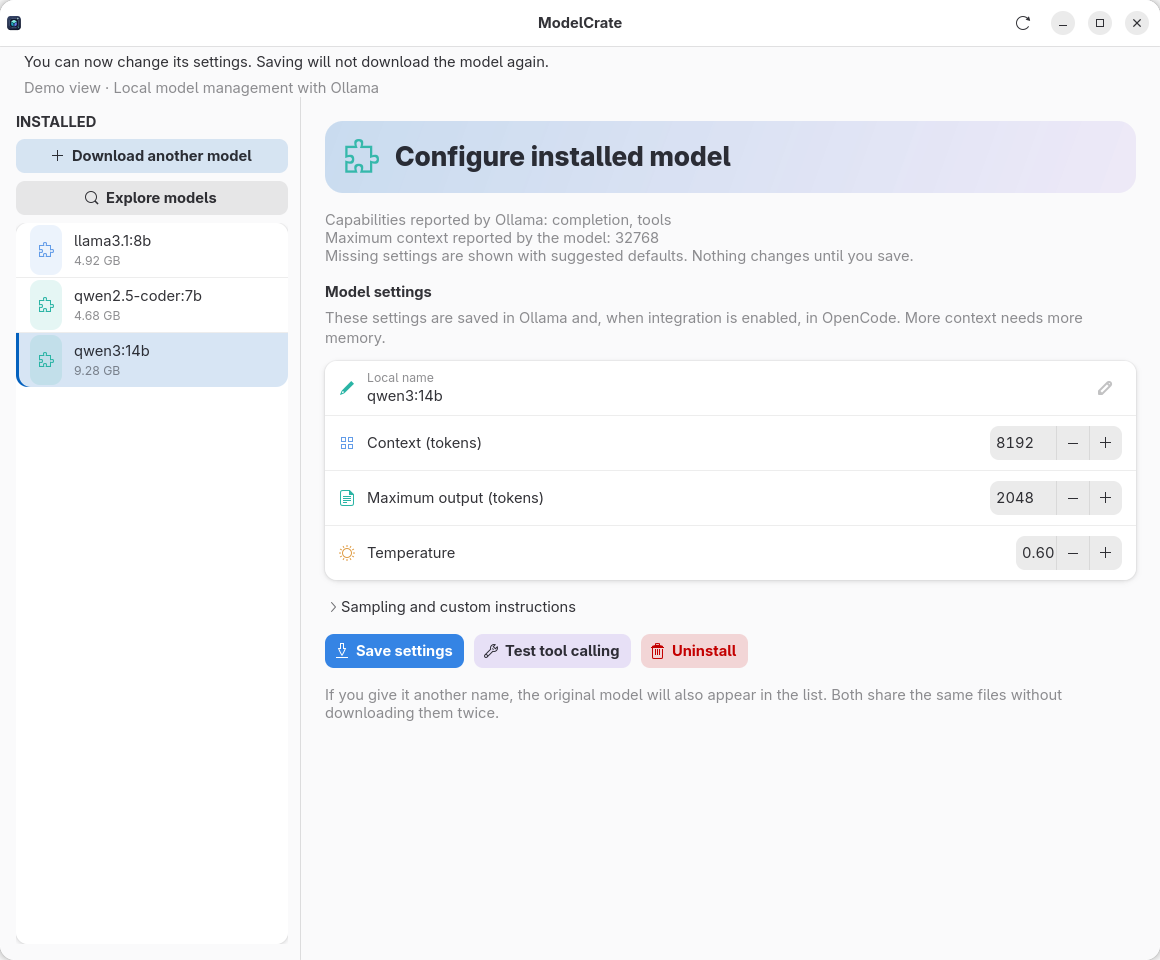 ModelCrate
You can now change its settings. Saving will not download the model again.
Demo view · Local model management with Ollama
INSTALLED
Download another model
Explore models
llama3.1:8b
4.92 GB
qwen2.5-coder:7b
4.68 GB
qwen3:14b
9.28 GB
Configure installed model
Capabilities reported by Ollama: completion, tools
Maximum context reported by the model: 32768
Missing settings are shown with suggested defaults. Nothing changes until you save.
Model settings
These settings are saved in Ollama and, when integration is enabled, in OpenCode. More context needs more
memory.
Local name
qwen3:14b
Context (tokens) 8192
Maximum output (tokens) 2048
Temperature 0.60
Sampling and custom instructions
Save settings Test tool calling Uninstall
If you give it another name, the original model will also appear in the list. Both share the same files without
downloading them twice.